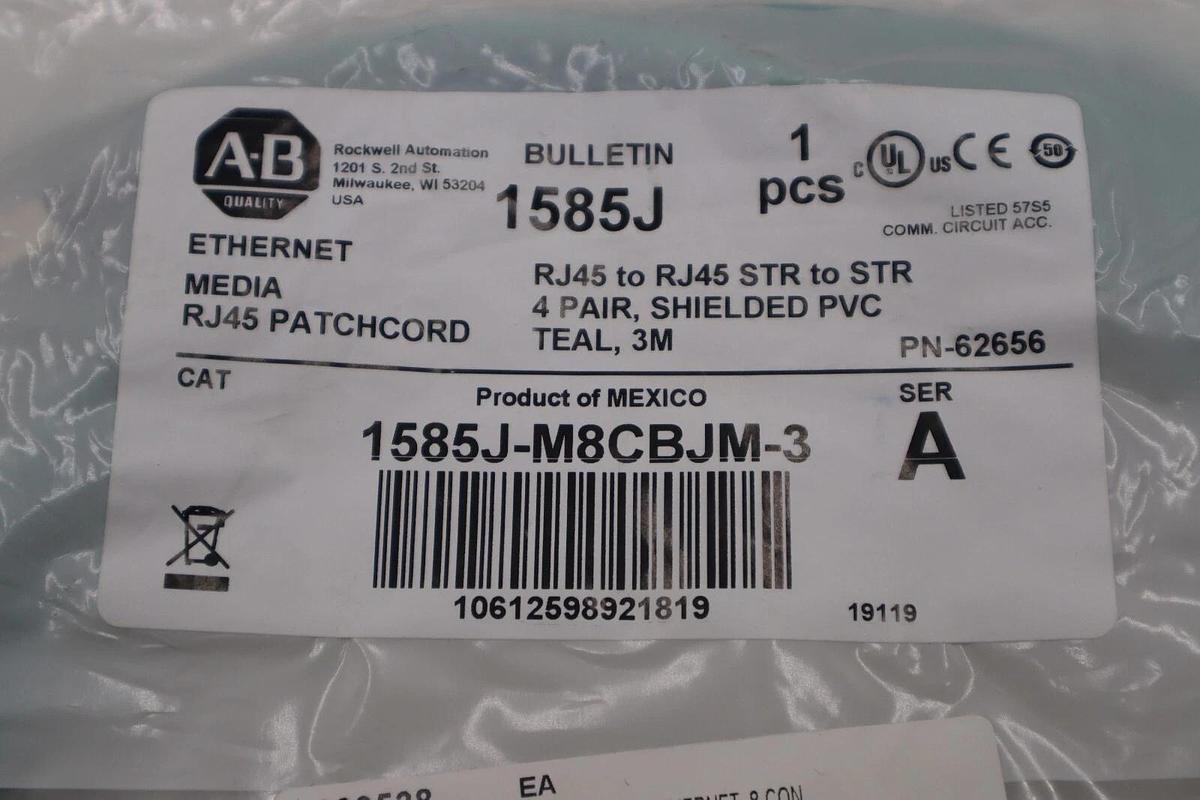 A-B
QUALITY
Rockwell Automation
1201 S. 2nd St.
Milwaukee, WI 53204
USA
BULLETIN
1585J
1
pcs
C UL US CE 50
LISTED 57S5
COMM. CIRCUIT ACC.
ETHERNET
MEDIA
RJ45 PATCHCORD
RJ45 to RJ45 STR to STR
4 PAIR, SHIELDED PVC
TEAL, 3M
PN-62656
CAT
Product of MEXICO
SER
1585J-M8CBJM-3
A
10612598921819
19119
EA